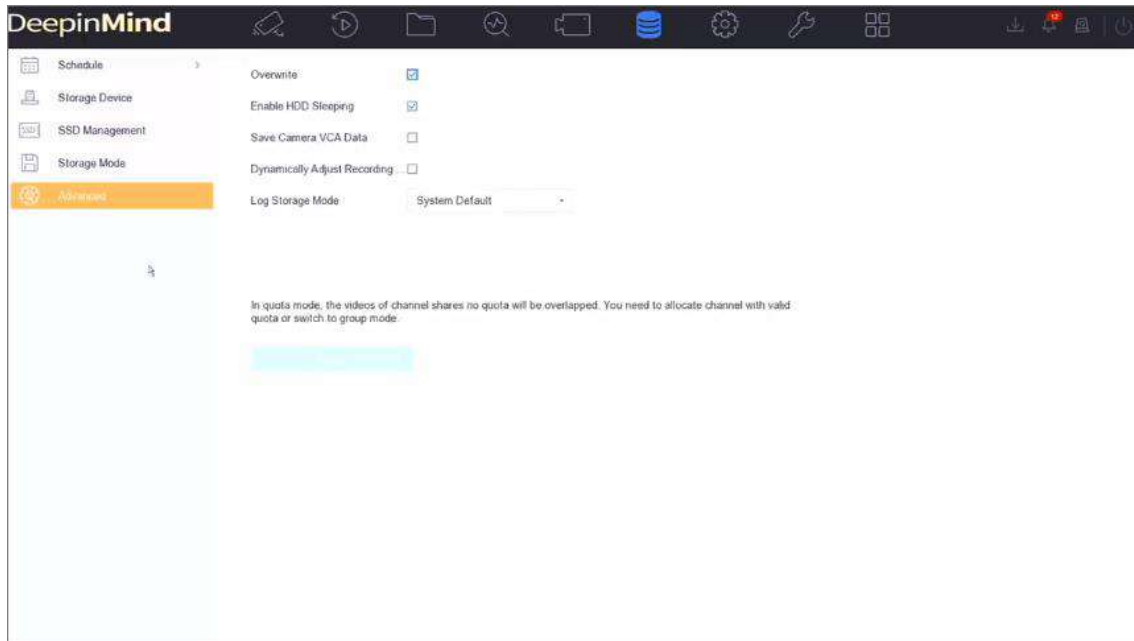 DeepinMind
12
Schedule
Storage Device
SSD
SSD Management
Storage Mode
Advanced
Overwrite
Enable HDD Sleeping
Save Camera VCA Data
Dynamically Adjust Recording ...
Log Storage Mode
System Default
In quota mode, the videos of channel shares no quota will be overlapped. You need to allocate channel with valid
quota or switch to group mode.